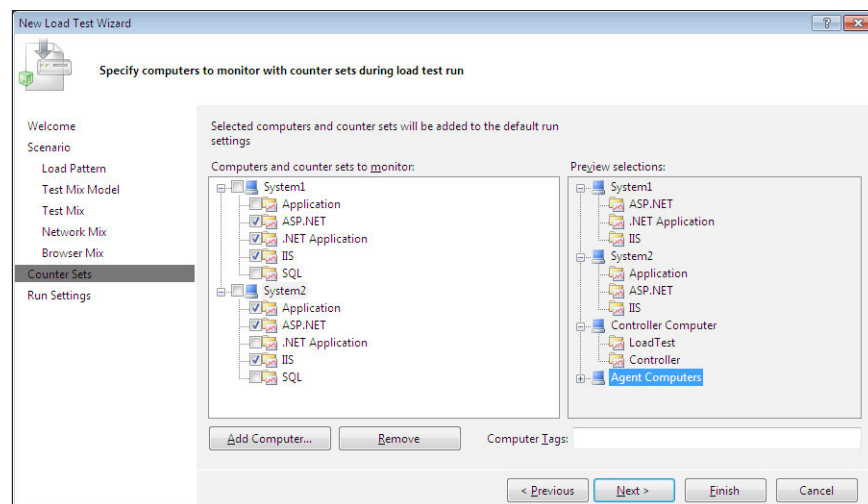 New Load Test Wizard
Specify computers to monitor with counter sets during load test run
Welcome
Scenario
Load Pattern
Test Mix Model
Test Mix
Network Mix
Browser Mix
Counter Sets
Run Settings
Selected computers and counter sets will be added to the default run
settings
Computers and counter sets to monitor:
System1
Application
ASP.NET
.NET Application
IIS
SQL
System2
Application
ASP.NET
.NET Application
IIS
SQL
Preview selections:
System1
ASP.NET
.NET Application
IIS
System2
Application
ASP.NET
IIS
Controller Computer
LoadTest
Controller
Agent Computers
Add Computer...
Remove
Computer Tags:
< Previous
Next >
Finish
Cancel